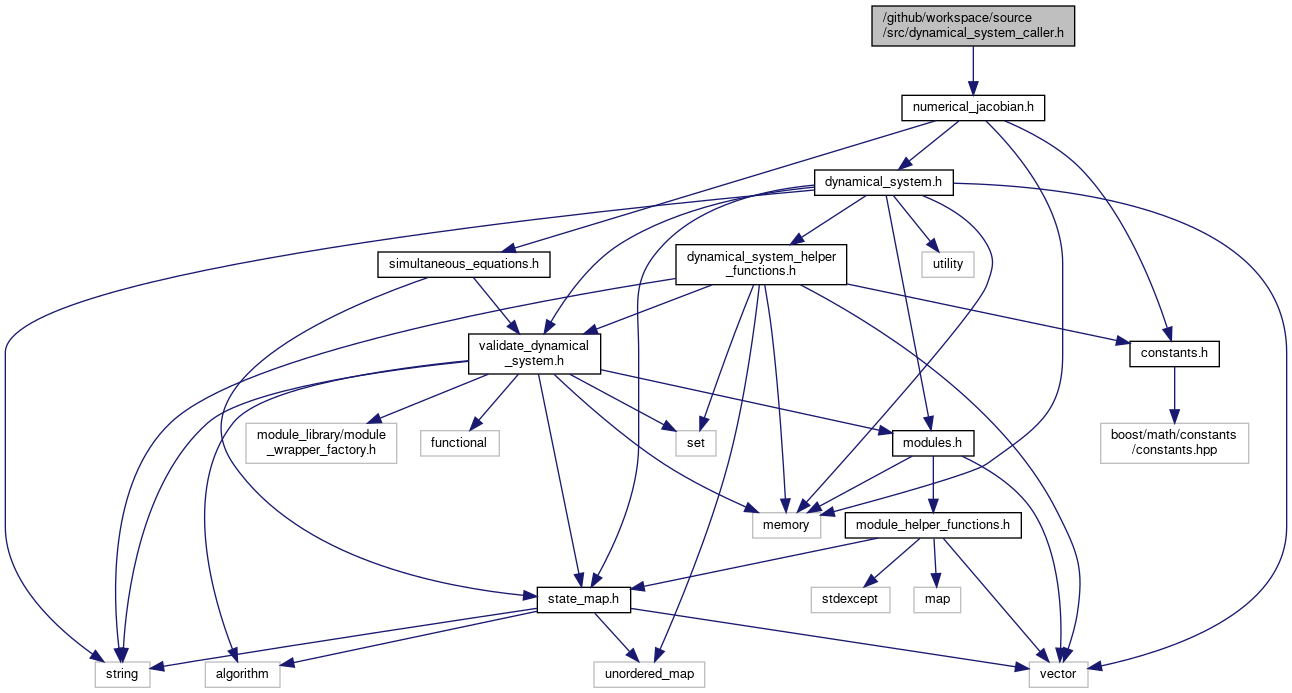 /github/workspace/source
/src/dynamical_system_caller.h
numerical_jacobian.h
dynamical_system.h
simultaneous_equations.h
dynamical_system_helper
_functions.h
utility
validate_dynamical
_system.h
constants.h
module_library/module
_wrapper_factory.h
functional
set
modules.h
boost/math/constants
/constants.hpp
memory
module_helper_functions.h
state_map.h
stdexcept
map
string
algorithm
unordered_map
vector